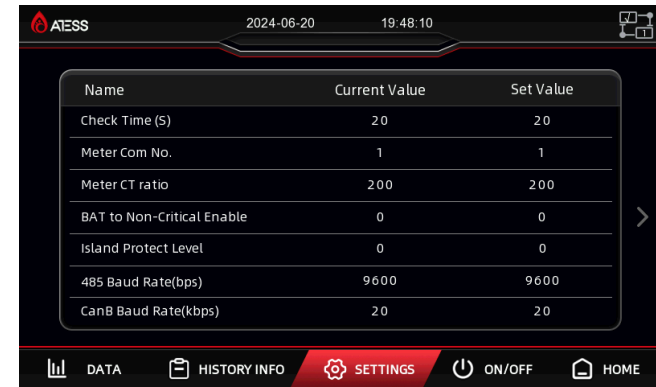 ATESS 2024-06-20 19:48:10
1
Name Current Value Set Value
Check Time (S) 20 20
Meter Com No. 1 1
Meter CT ratio 200 200
BAT to Non-Critical Enable 0 0
Island Protect Level 0 0
485 Baud Rate(bps) 9600 9600
CanB Baud Rate(kbps) 20 20
DATA HISTORY INFO SETTINGS ON/OFF HOME